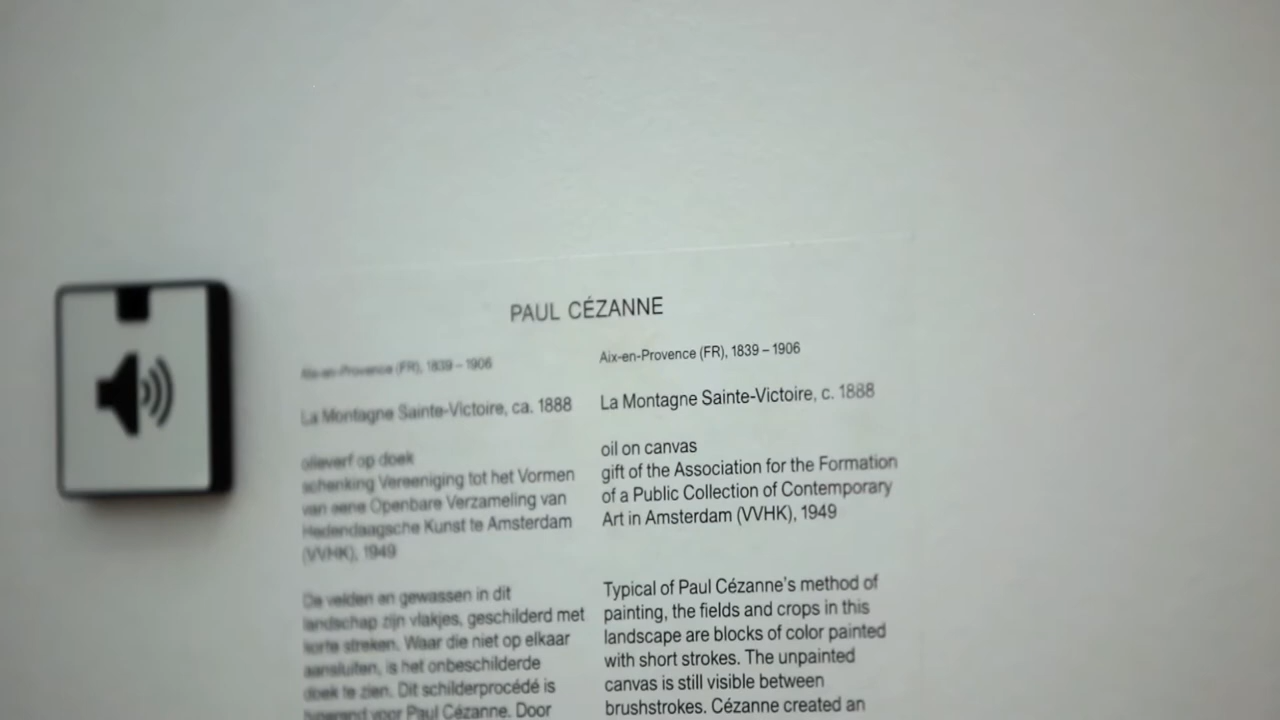 PAUL CÉZANNE
Aix-en-Provence (FR), 1839 – 1906
La Montagne Sainte-Victoire, ca. 1888
olieverf op doek
schenking Vereeniging tot het Vormen
van eene Openbare Verzameling van
Hedendaagsche Kunst te Amsterdam
(VVHK), 1949
De velden en gewassen in dit
landschap zijn vlakjes, geschilderd met
korte streken. Waar die niet op elkaar
aansluiten, is het onbeschilderde
doek te zien. Dit schilderprocédé is
typerend voor Paul Cézanne. Door
Aix-en-Provence (FR), 1839 – 1906
La Montagne Sainte-Victoire, c. 1888
oil on canvas
gift of the Association for the Formation
of a Public Collection of Contemporary
Art in Amsterdam (VVHK), 1949
Typical of Paul Cézanne's method of
painting, the fields and crops in this
landscape are blocks of color painted
with short strokes. The unpainted
canvas is still visible between
brushstrokes. Cézanne created an